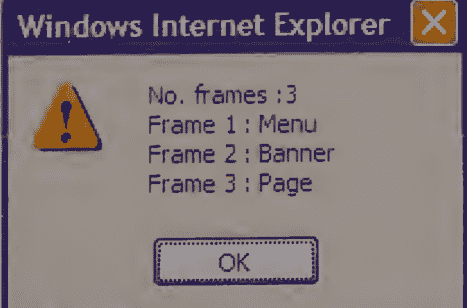 Windows Internet Explorer
No. frames :3
Frame 1 : Menu
Frame 2 : Banner
Frame 3 : Page
OK